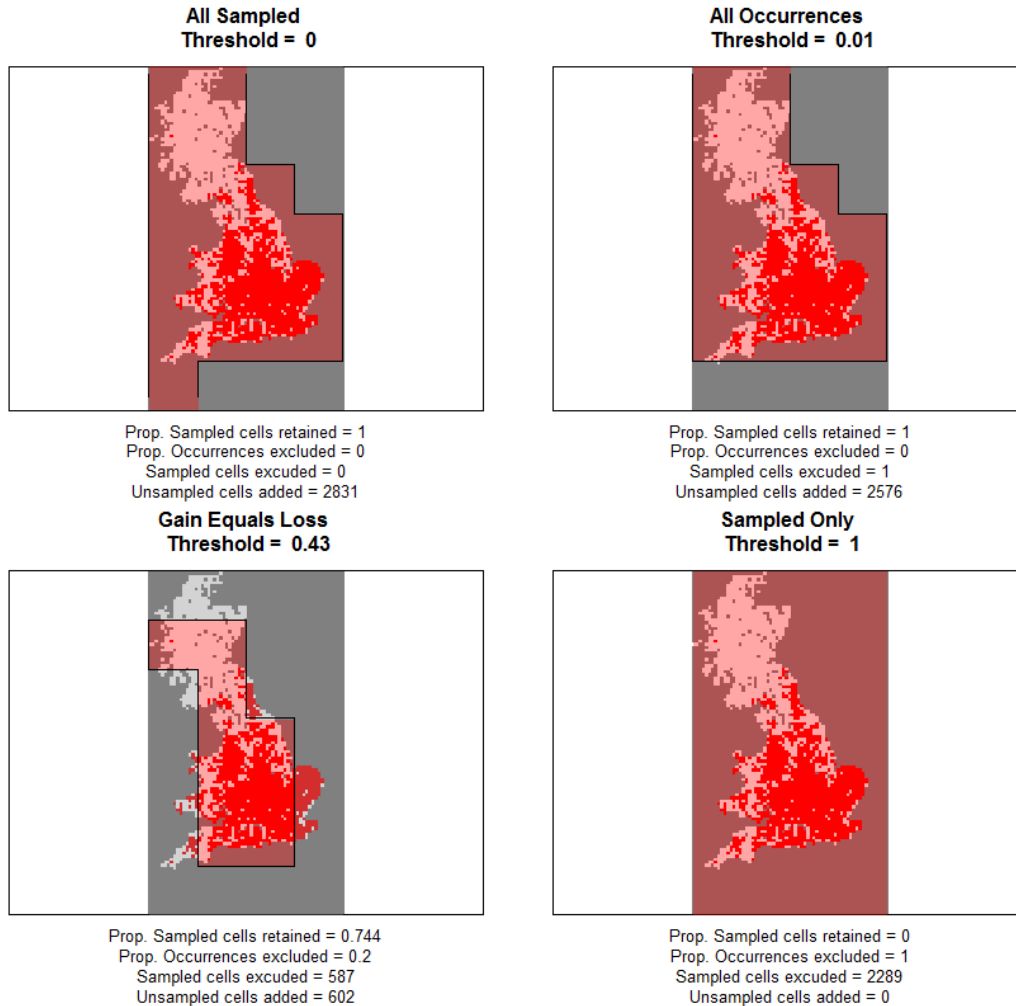 All Sampled
Threshold = 0
Prop. Sampled cells retained = 1
Prop. Occurrences excluded = 0
Sampled cells excuded = 0
Unsampled cells added = 2831
All Occurrences
Threshold = 0.01
Prop. Sampled cells retained = 1
Prop. Occurrences excluded = 0
Sampled cells excuded = 1
Unsampled cells added = 2576
Gain Equals Loss
Threshold = 0.43
Prop. Sampled cells retained = 0.744
Prop. Occurrences excluded = 0.2
Sampled cells excuded = 587
Unsampled cells added = 602
Sampled Only
Threshold = 1
Prop. Sampled cells retained = 0
Prop. Occurrences excluded = 1
Sampled cells excuded = 2289
Unsampled cells added = 0